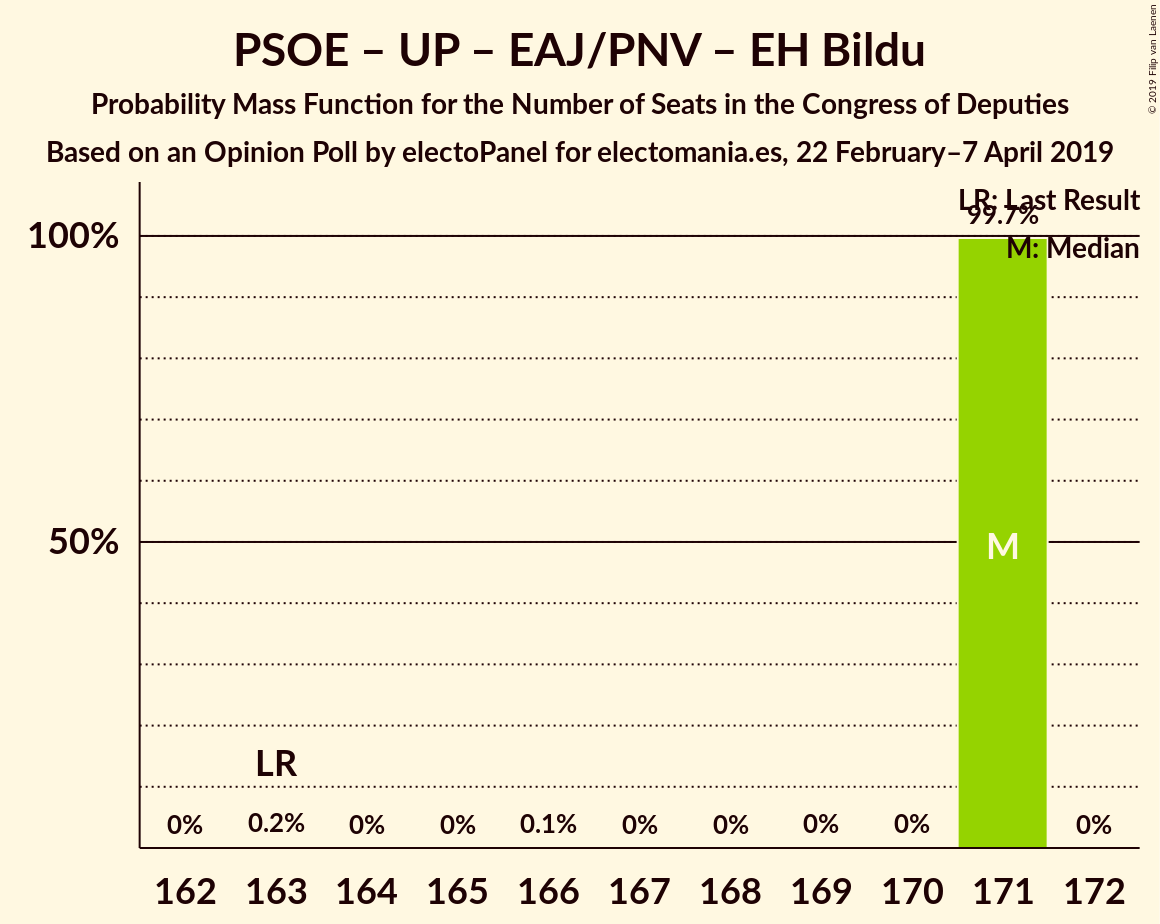 PSOE – UP – EAJ/PNV – EH Bildu
Probability Mass Function for the Number of Seats in the Congress of Deputies
Based on an Opinion Poll by electoPanel for electomania.es, 22 February–7 April 2019
© 2019 Filip van Laenen
LR: Last Result
99.7%
M: Median
100%
50%
M
LR
0% 0.2% 0% 0% 0.1% 0% 0% 0% 0% 0%
162 163 164 165 166 167 168 169 170 171 172